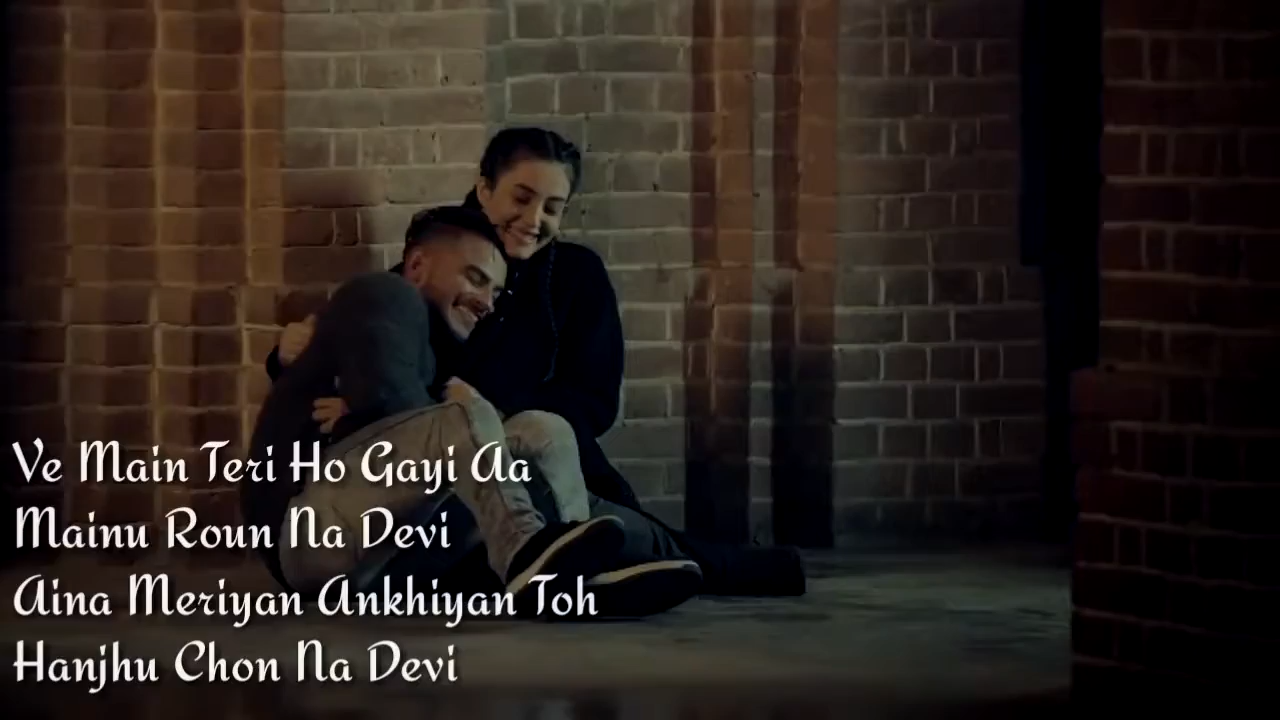 Ve Main Teri Ho Gayi Aa
Mainu Roun Na Devi
Aina Meriyan Ankhiyan Toh
Hanjhu Chon Na Devi